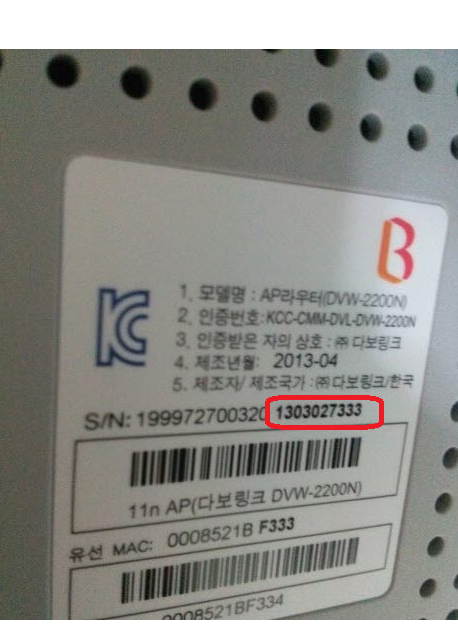 B
KC
1. 모델명 : AP라우터(DVW-2200N)
2. 인증번호:KCC-CMM-DVL-DVW-2200N
3. 인증받은 자의 상호 : ㈜ 다보링크
4. 제조년월: 2013-04
5. 제조자/ 제조국가 : ㈜다보링크/한국
S/N: 199972700320 1303027333
11n AP(다보링크 DVW-2200N)
유선 MAC: 0008521B F333
0008521BF334